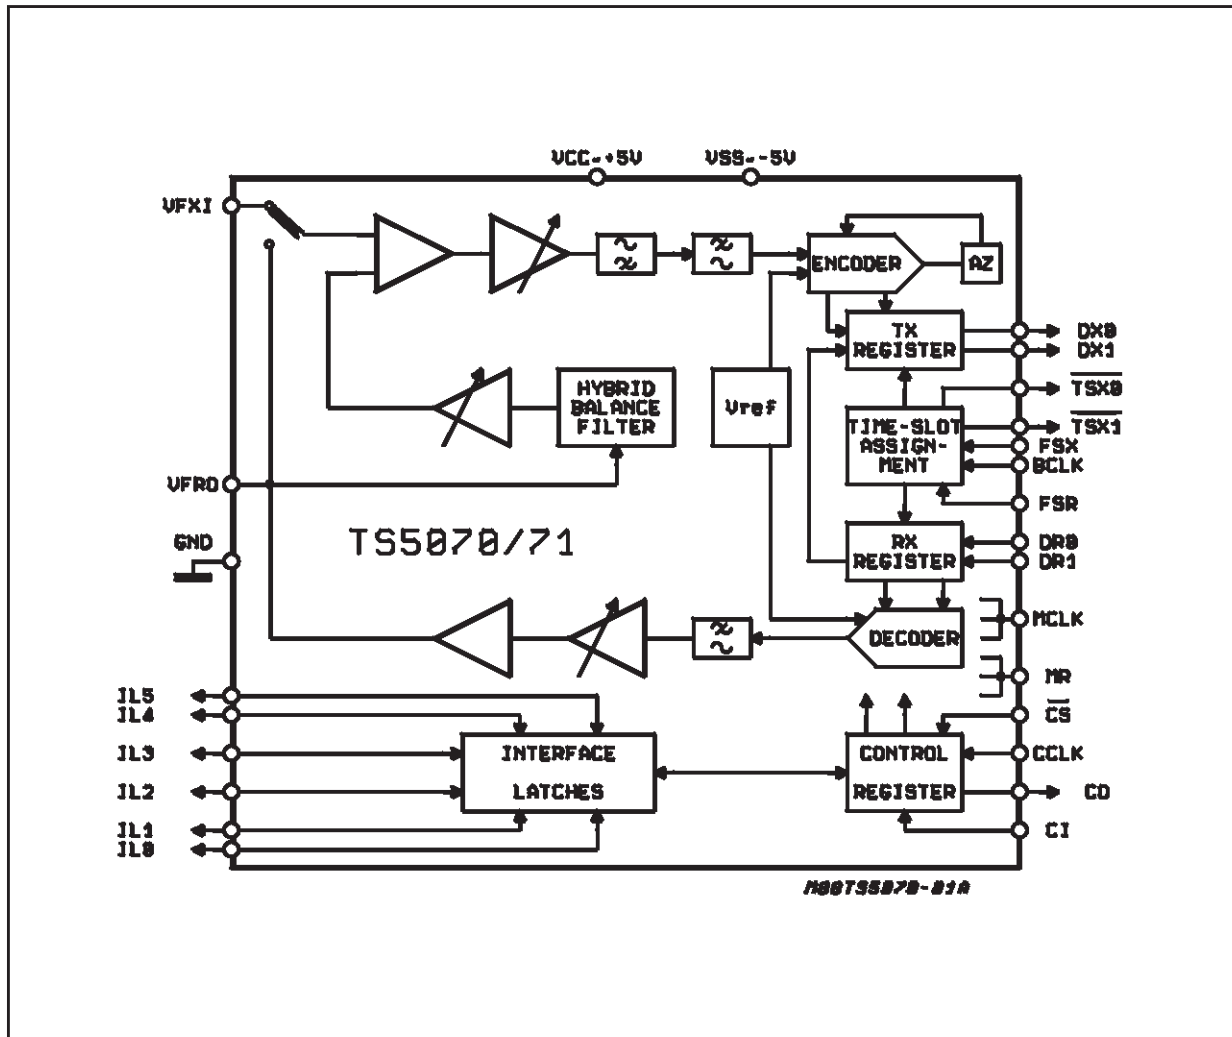 VCC=+5V
VSS=-5V
VFXI
ENCODER
AZ
TX
REGISTER
DX0
DX1
HYBRID
BALANCE
FILTER
Vref
TSX0
TIME-SLOT
ASSIGN-
MENT
TSX1
FSX
BCLK
VFRO
FSR
TS5070/71
GND
RX
REGISTER
DR0
DR1
DECODER
MCLK
MR
IL5
IL4
CS
INTERFACE
LATCHES
IL3
CONTROL
REGISTER
CCLK
IL2
CO
IL1
CI
IL0
M88TS5070-01A